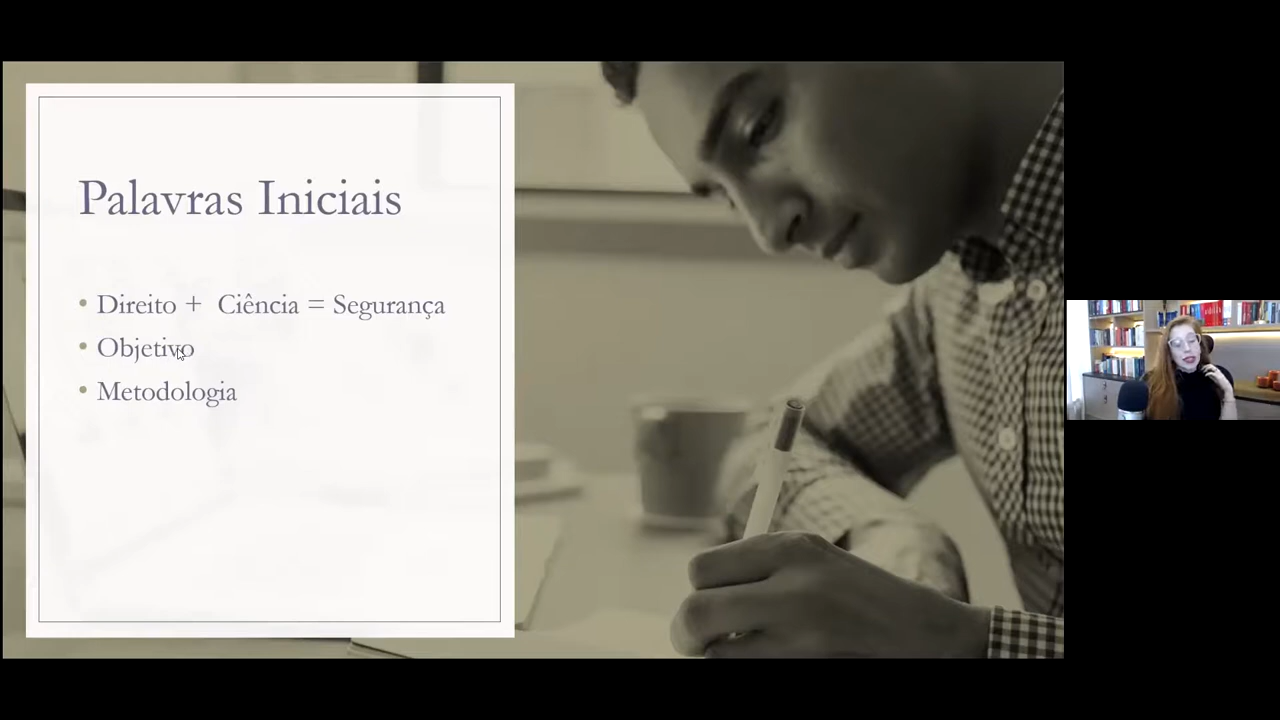 Palavras Iniciais
• Direito + Ciência = Segurança
• Objetivo
• Metodologia